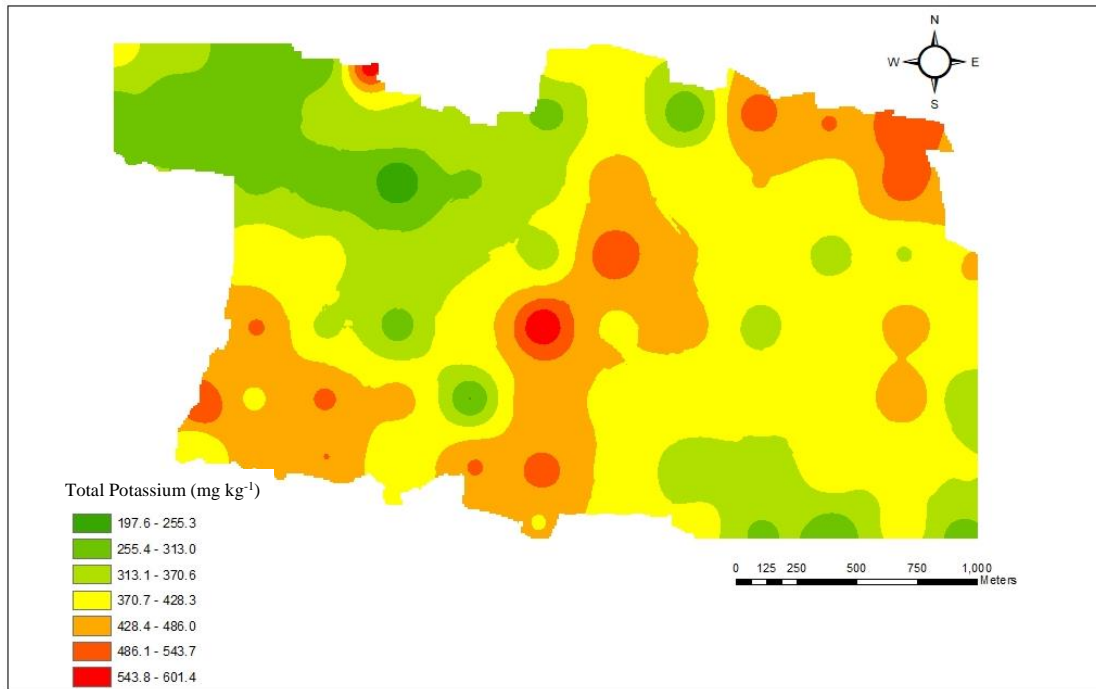 N
W E
S
Total Potassium (mg kg-1)
197.6 - 255.3
255.4 - 313.0
313.1 - 370.6
370.7 - 428.3
428.4 - 486.0
486.1 - 543.7
543.8 - 601.4
0 125 250 500 750 1,000
Meters